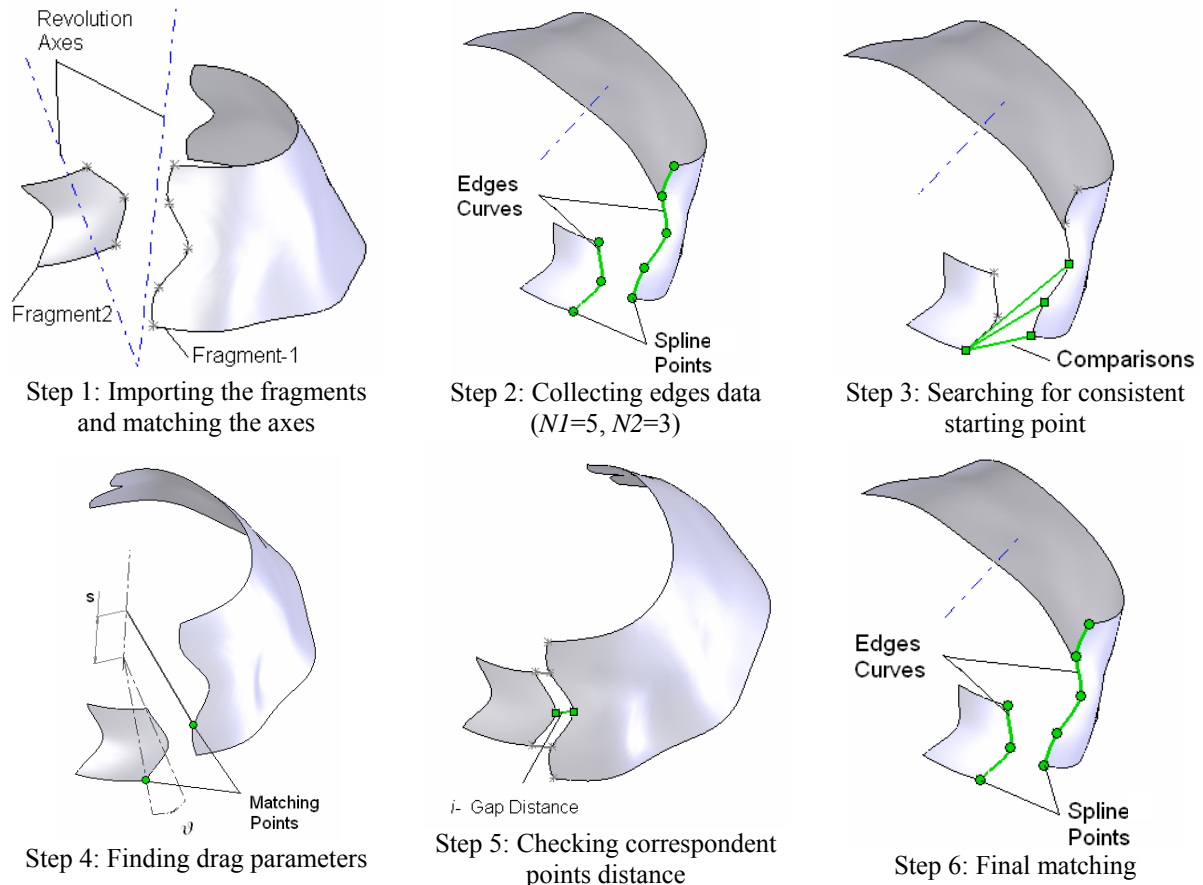 Revolution
Axes
Fragment2
Fragment-1
Step 1: Importing the fragments
and matching the axes
Edges
Curves
Spline
Points
Step 2: Collecting edges data
(N1=5, N2=3)
Comparisons
Step 3: Searching for consistent
starting point
s
Matching
Points
ϑ
Step 4: Finding drag parameters
i- Gap Distance
Step 5: Checking correspondent
points distance
Edges
Curves
Spline
Points
Step 6: Final matching